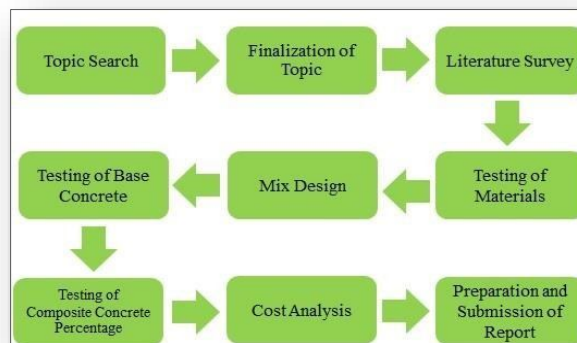 Topic Search
Finalization of
Topic
Literature Survey
Testing of
Materials
Mix Design
Testing of Base
Concrete
Testing of
Composite Concrete
Percentage
Cost Analysis
Preparation and
Submission of
Report